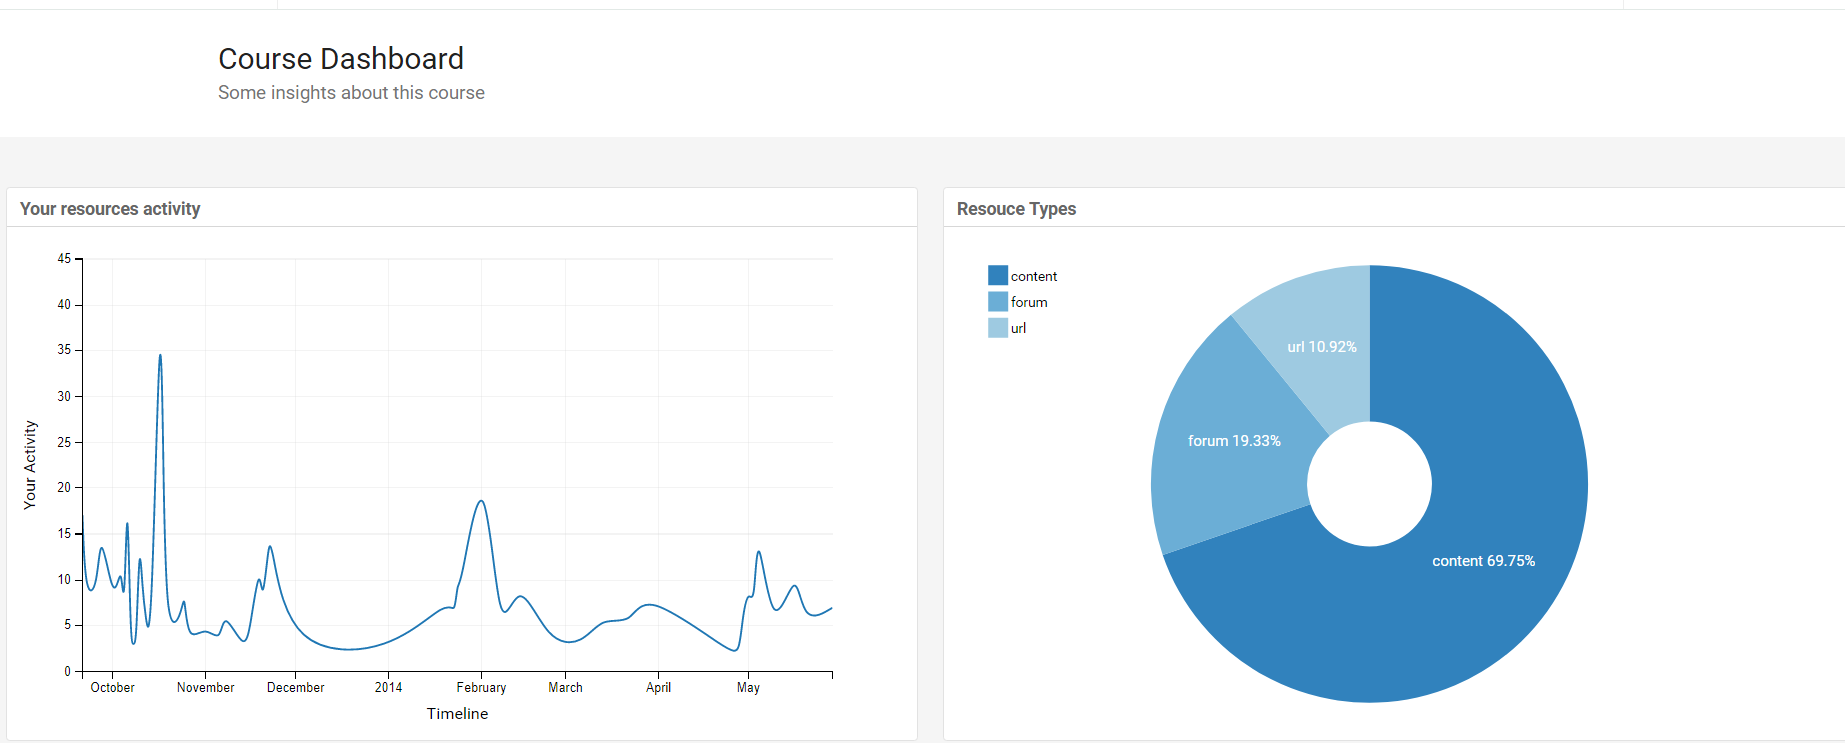 Course Dashboard
Some insights about this course
Your resources activity
45
40
35
30
25
20
15
10
5
0
Your Activity
October November December 2014 February March April May
Timeline
Resouce Types
content
forum
url
url 10.92%
forum 19.33%
content 69.75%